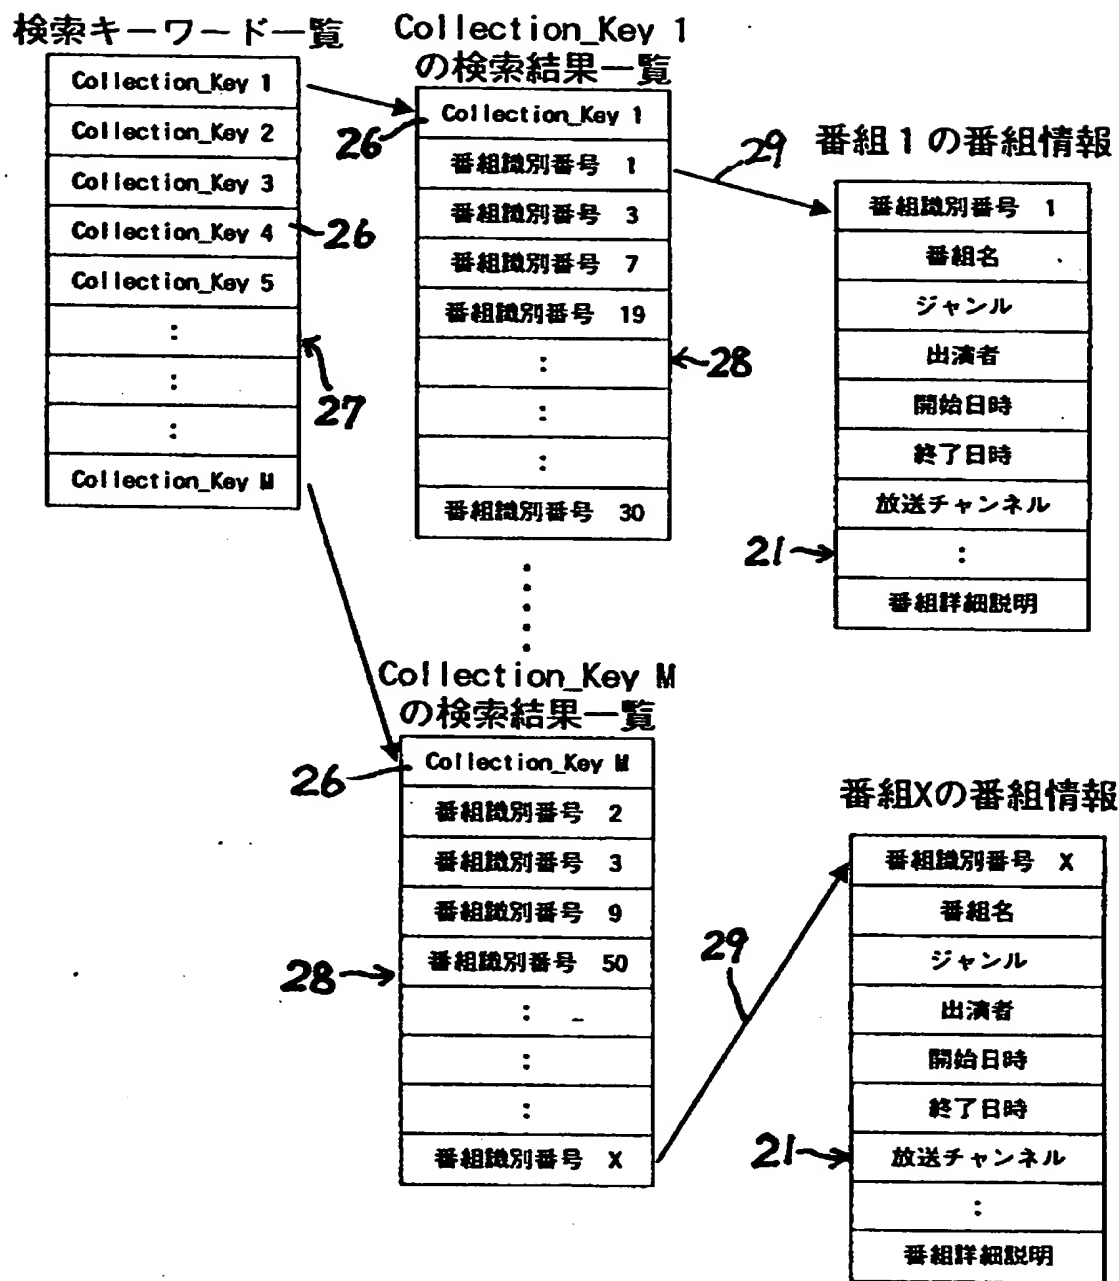 検索キーワード一覧
Collection_Key 1
Collection_Key 2
Collection_Key 3
Collection_Key 4
Collection_Key 5
:
:
:
Collection_Key M
26
27
Collection_Key 1
の検索結果一覧
Collection_Key 1
番組識別番号 1
番組識別番号 3
番組識別番号 7
番組識別番号 19
:
:
:
番組識別番号 30
26
28
29
番組1の番組情報
番組識別番号 1
番組名
ジャンル
出演者
開始日時
終了日時
放送チャンネル
:
番組詳細説明
21
Collection_Key M
の検索結果一覧
Collection_Key M
番組識別番号 2
番組識別番号 3
番組識別番号 9
番組識別番号 50
:
:
:
番組識別番号 X
26
28
29
番組Xの番組情報
番組識別番号 X
番組名
ジャンル
出演者
開始日時
終了日時
放送チャンネル
:
番組詳細説明
21